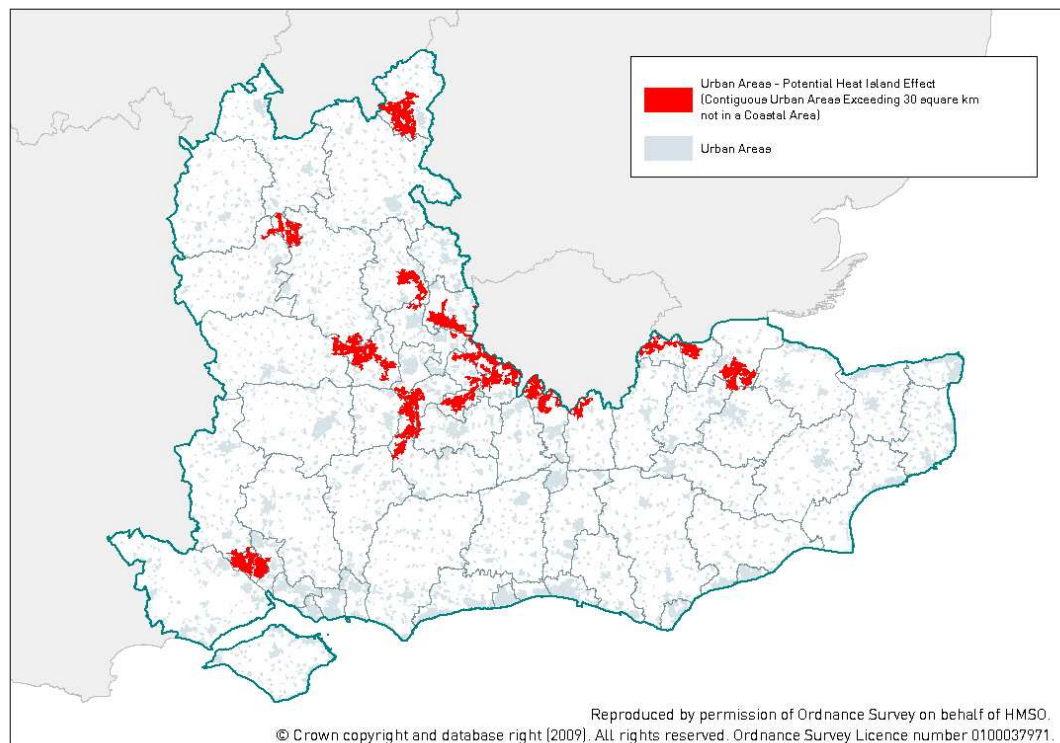 Urban Areas - Potential Heat Island Effect
(Contiguous Urban Areas Exceeding 30 square km
not in a Coastal Area)
Urban Areas
Reproduced by permission of Ordnance Survey on behalf of HMSO.
© Crown copyright and database right (2009). All rights reserved. Ordnance Survey Licence number 0100037971.